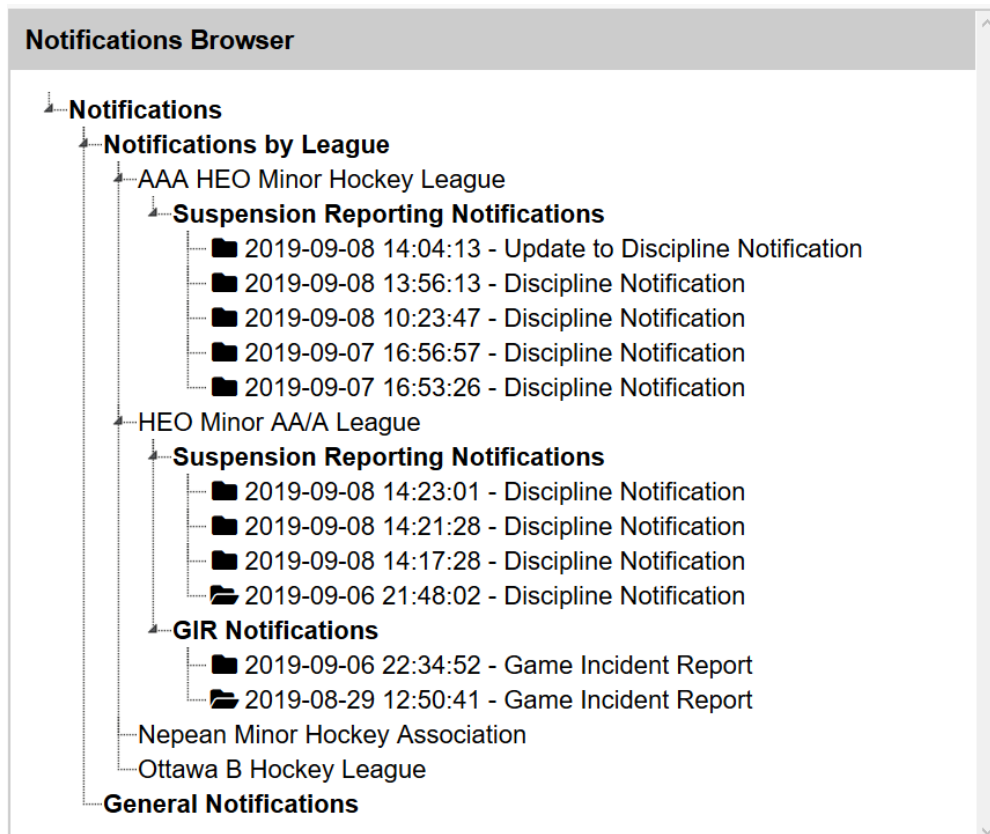 Notifications Browser
Notifications
Notifications by League
AAA HEO Minor Hockey League
Suspension Reporting Notifications
2019-09-08 14:04:13 - Update to Discipline Notification
2019-09-08 13:56:13 - Discipline Notification
2019-09-08 10:23:47 - Discipline Notification
2019-09-07 16:56:57 - Discipline Notification
2019-09-07 16:53:26 - Discipline Notification
HEO Minor AA/A League
Suspension Reporting Notifications
2019-09-08 14:23:01 - Discipline Notification
2019-09-08 14:21:28 - Discipline Notification
2019-09-08 14:17:28 - Discipline Notification
2019-09-06 21:48:02 - Discipline Notification
GIR Notifications
2019-09-06 22:34:52 - Game Incident Report
2019-08-29 12:50:41 - Game Incident Report
Nepean Minor Hockey Association
Ottawa B Hockey League
General Notifications